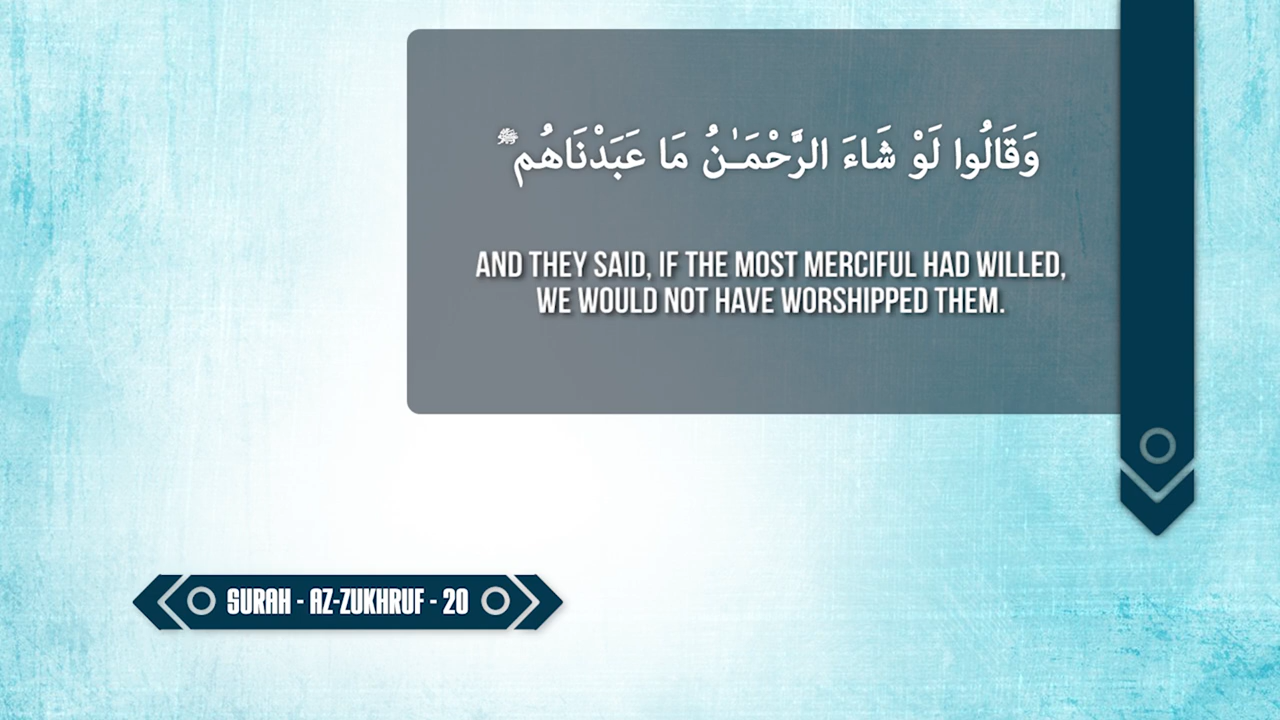 وَقَالُوا لَوْ شَاءَ الرَّحْمَـٰنُ مَا عَبَدْنَاهُم ۗ
AND THEY SAID, IF THE MOST MERCIFUL HAD WILLED,
WE WOULD NOT HAVE WORSHIPPED THEM.
SURAH - AZ-ZUKHRUF - 20